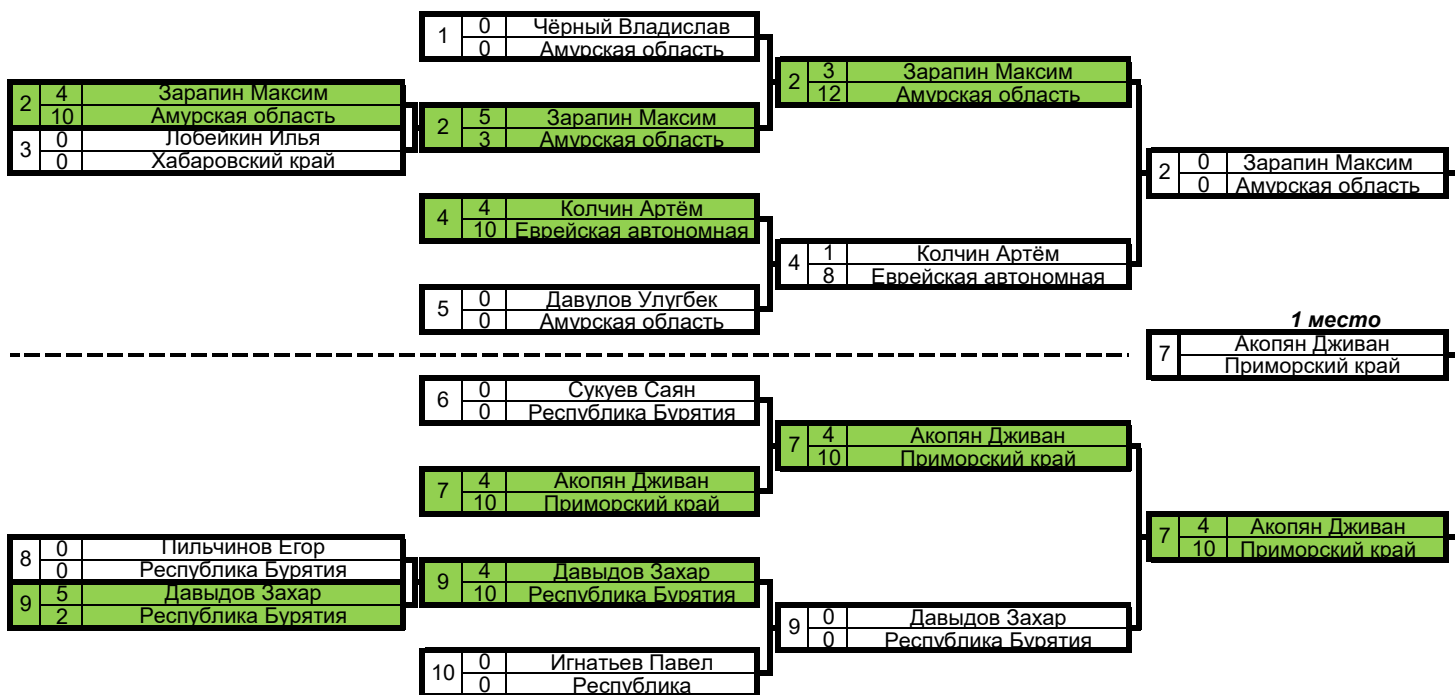 1
0 Чёрный Владислав
0 Амурская область
2
4 Зарапин Максим
10 Амурская область
3
0 Лобейкин Илья
0 Хабаровский край
2
5 Зарапин Максим
3 Амурская область
2
3 Зарапин Максим
12 Амурская область
4
4 Колчин Артём
10 Еврейская автономная
5
0 Давулов Улугбек
0 Амурская область
4
1 Колчин Артём
8 Еврейская автономная
2
0 Зарапин Максим
0 Амурская область
1 место
7
Акопян Дживан
Приморский край
6
0 Сукуев Саян
0 Республика Бурятия
7
4 Акопян Дживан
10 Приморский край
7
4 Акопян Дживан
10 Приморский край
8
0 Пильчинов Егор
0 Республика Бурятия
9
5 Давыдов Захар
2 Республика Бурятия
9
4 Давыдов Захар
10 Республика Бурятия
10
0 Игнатьев Павел
0 Республика
9
0 Давыдов Захар
0 Республика Бурятия
7
4 Акопян Дживан
10 Приморский край